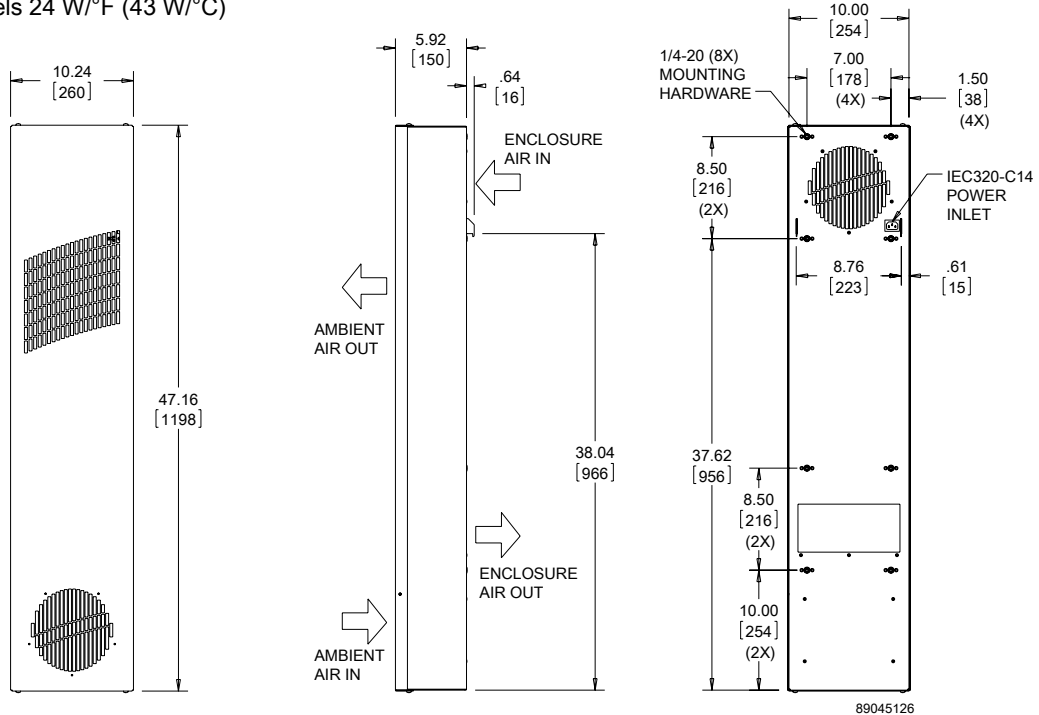 els 24 W/°F (43 W/°C)
10.24
[260]
47.16
[1198]
5.92
[150]
.64
[16]
ENCLOSURE
AIR IN
AMBIENT
AIR OUT
38.04
[966]
ENCLOSURE
AIR OUT
AMBIENT
AIR IN
10.00
[254]
1/4-20 (8X)
MOUNTING
HARDWARE
7.00
[178]
(4X)
1.50
[38]
(4X)
8.50
[216]
(2X)
IEC320-C14
POWER
INLET
8.76
[223]
.61
[15]
37.62
[956]
8.50
[216]
(2X)
10.00
[254]
(2X)
89045126